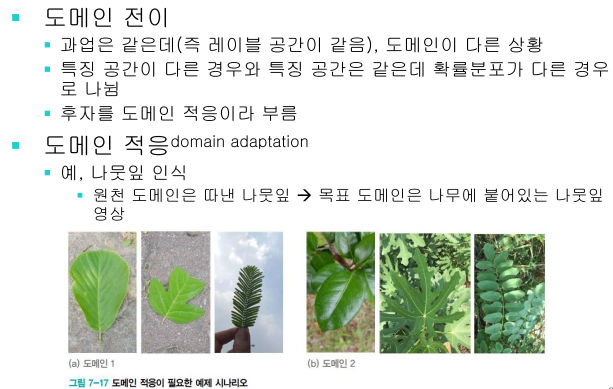 도메인 전이
과업은 같은데(즉 레이블 공간이 같음), 도메인이 다른 상황
특징 공간이 다른 경우와 특징 공간은 같은데 확률분포가 다른 경우
로 나뉨
후자를 도메인 적응이라 부름
도메인 적응domain adaptation
예, 나뭇잎 인식
원천 도메인은 따낸 나뭇잎 → 목표 도메인은 나무에 붙어있는 나뭇잎
영상
(a) 도메인 1
(b) 도메인 2
그림 7-17 도메인 적응이 필요한 예제 시나리오